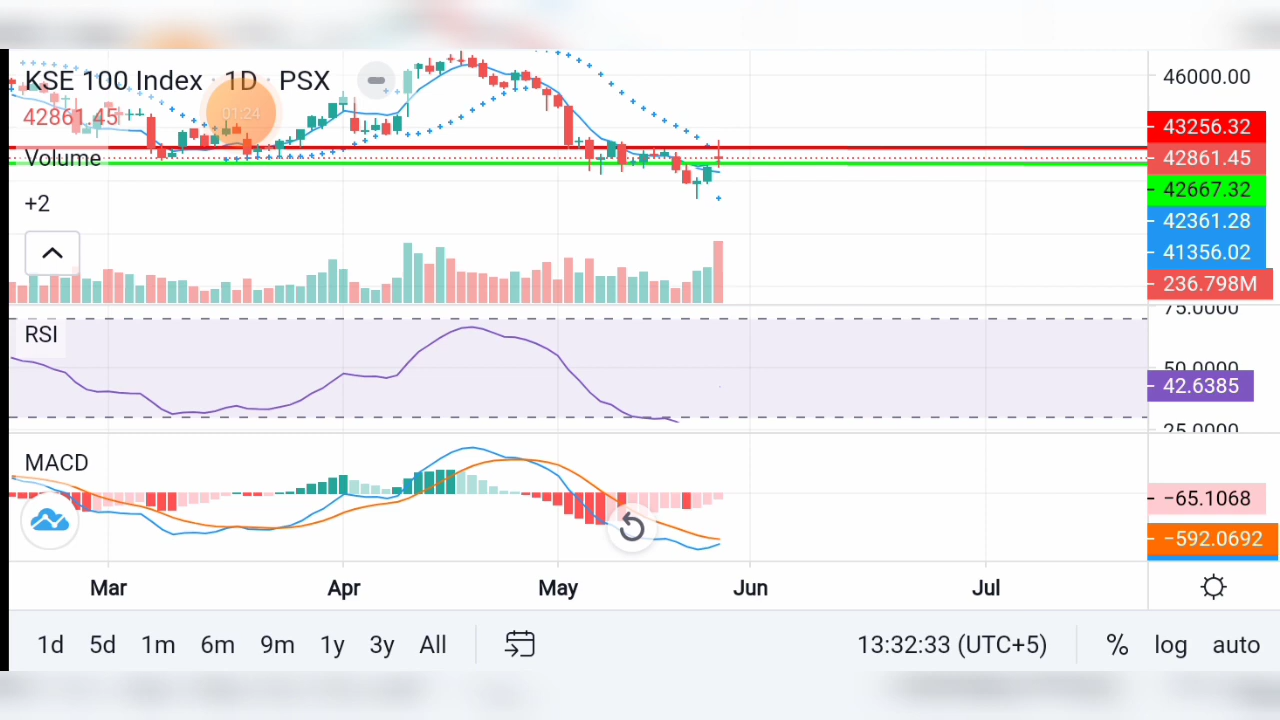 KSE 100 Index · 1D · PSX
46000.00
42861.45
01:24
43256.32
Volume
42861.45
42667.32
+2
42361.28
41356.02
236.798M
75.0000
RSI
50.0000
42.6385
25.0000
MACD
−65.1068
−592.0692
Mar Apr May Jun Jul
1d 5d 1m 6m 9m 1y 3y All 13:32:33 (UTC+5) % log auto